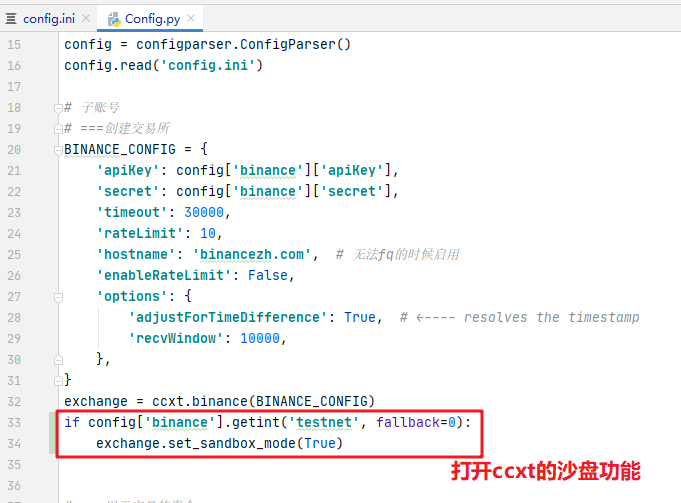 config.ini
Config.py
15 config = configparser.ConfigParser()
16 config.read('config.ini')
17
18 # 子账号
19 # ===创建交易所
20 BINANCE_CONFIG = {
21 'apiKey': config['binance']['apiKey'],
22 'secret': config['binance']['secret'],
23 'timeout': 30000,
24 'rateLimit': 10,
25 'hostname': 'binancezh.com',  # 无法fq的时候启用
26 'enableRateLimit': False,
27 'options': {
28 'adjustForTimeDifference': True,  # ←---- resolves the timestamp
29 'recvWindow': 10000,
30 },
31 }
32 exchange = ccxt.binance(BINANCE_CONFIG)
33 if config['binance'].getint('testnet', fallback=0):
34 exchange.set_sandbox_mode(True)
35
打开ccxt的沙盘功能
36